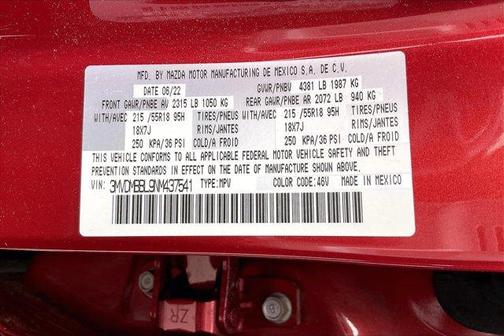 MFD. BY MAZDA MOTOR MANUFACTURING DE MEXICO S.A. DE C.V.
DATE 06/22 GVWR/PNBV 4381 LB 1987 KG
FRONT GAWR/PNBE AV 2315 LB 1050 KG REAR GAWR/PNBE AR 2072 LB 940 KG
WITH/AVEC 215 /55R18 95H TIRES/PNEUS WITH/AVEC 215 /55R18 95H TIRES/PNEUS
18X7J RIMS/JANTES 18X7J RIMS/JANTES
250 KPA/36 PSI COLD/A FROID 250 KPA/36 PSI COLD/A FROID
THIS VEHICLE CONFORMS TO ALL APPLICABLE FEDERAL MOTOR VEHICLE SAFETY, BUMPER, AND THEFT
PREVENTION STANDARDS IN EFFECT ON THE DATE OF MANUFACTURE SHOWN ABOVE.
VIN: 3MVDMBBL9NM437541 TYPE:MPV COLOR CODE:46V MADE IN MEXICO
ZR